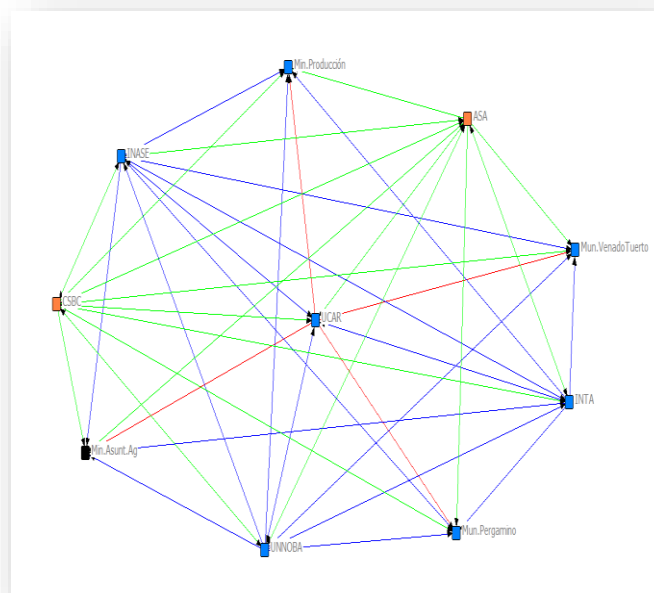 Min.Producción
ASA
INASE
Mun.VenadoTuerto
CSBC
UCAR
INTA
Min.Asunt.Ag
Mun.Pergamino
UNNOBA